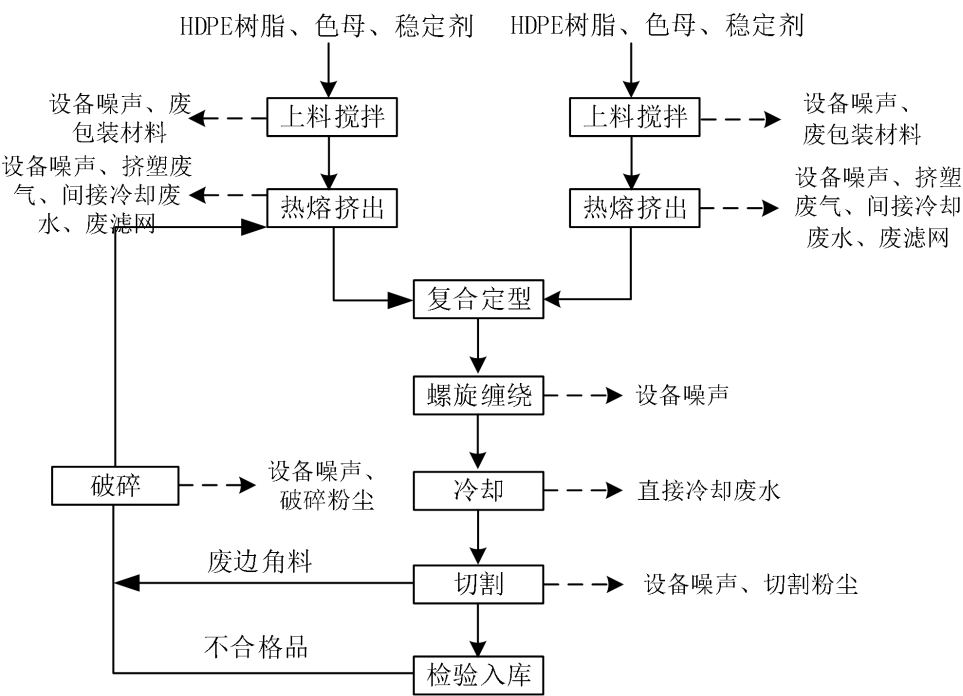 HDPE树脂、色母、稳定剂
HDPE树脂、色母、稳定剂
设备噪声、废
包装材料
上料搅拌
上料搅拌
设备噪声、
废包装材料
设备噪声、挤塑废
气、间接冷却废
水、废滤网
热熔挤出
热熔挤出
设备噪声、挤塑
废气、间接冷却
废水、废滤网
复合定型
螺旋缠绕
设备噪声
破碎
设备噪声、
破碎粉尘
冷却
直接冷却废水
废边角料
切割
设备噪声、切割粉尘
不合格品
检验入库